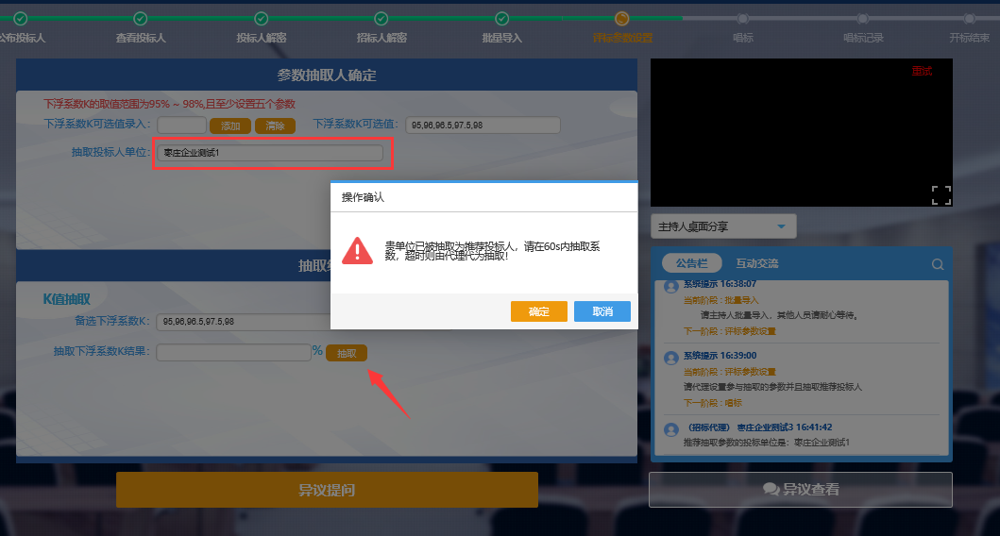 公布投标人
查看投标人
投标人解密
招标人解密
批量导入
评标参数设置
唱标
唱标记录
开标结束
参数抽取人确定
下浮系数K的取值范围为95% ~ 98%,且至少设置五个参数
下浮系数K可选值录入: 添加 清除 下浮系数K可选值: 95,96,96.5,97.5,98
抽取投标人单位: 枣庄企业测试1
操作确认
贵单位已被抽取为推荐投标人，请在60s内抽取系
数，超时则由代理代为抽取!
确定 取消
抽取结
K值抽取
备选下浮系数K: 95,96,96.5,97.5,98
抽取下浮系数K结果: % 抽取
异议提问
重试
主持人桌面分享
公告栏 互动交流
系统提示 16:38:07
当前阶段 : 批量导入
请主持人批量导入，其他人员请耐心等待。
下一阶段 : 评标参数设置
系统提示 16:39:00
当前阶段 : 评标参数设置
请代理设置参与抽取的参数并且抽取推荐投标人
下一阶段 : 唱标
（招标代理） 枣庄企业测试3 16:41:42
推荐抽取参数的投标单位是：枣庄企业测试1
异议查看